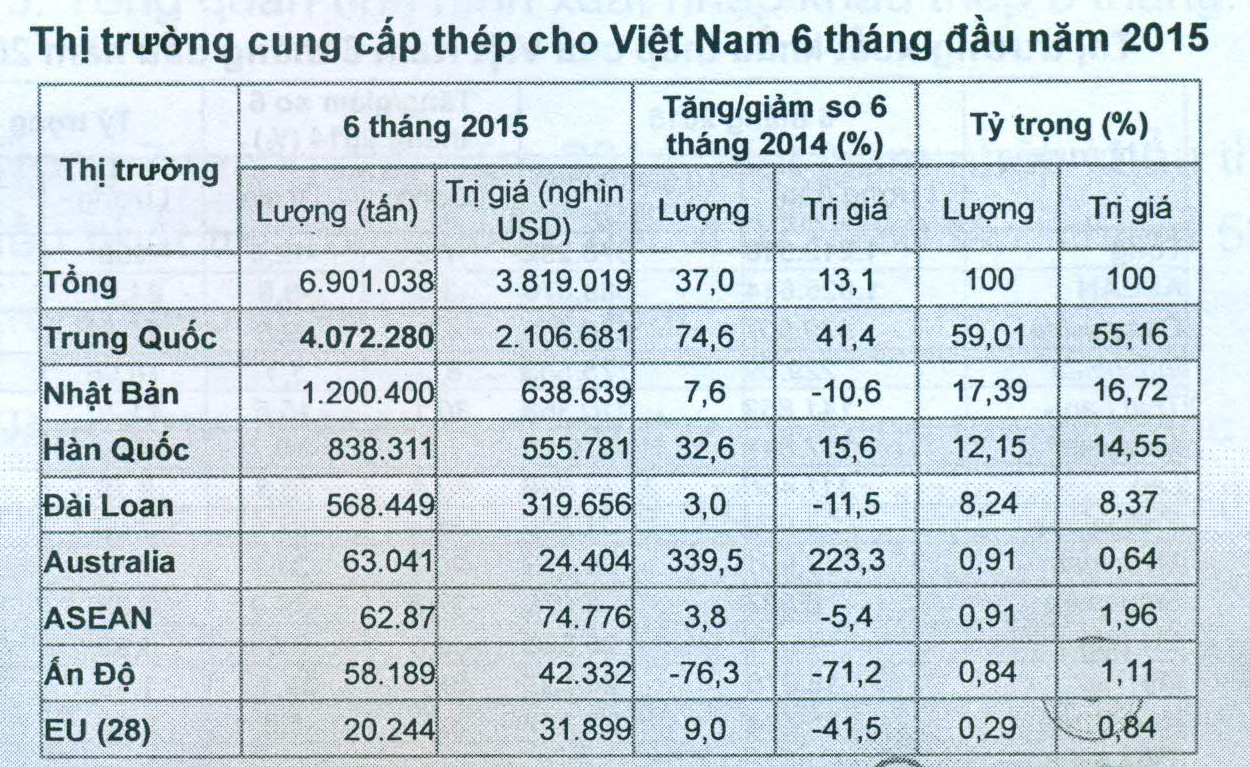 Thị trường cung cấp thép cho Việt Nam 6 tháng đầu năm 2015
Thị trường 6 tháng 2015 Tăng/giảm so 6 tháng 2014 (%) Tỷ trọng (%)
Lượng (tấn) Trị giá (nghìn USD) Lượng Trị giá Lượng Trị giá
Tổng 6.901.038 3.819.019 37,0 13,1 100 100
Trung Quốc 4.072.280 2.106.681 74,6 41,4 59,01 55,16
Nhật Bản 1.200.400 638.639 7,6 -10,6 17,39 16,72
Hàn Quốc 838.311 555.781 32,6 15,6 12,15 14,55
Đài Loan 568.449 319.656 3,0 -11,5 8,24 8,37
Australia 63.041 24.404 339,5 223,3 0,91 0,64
ASEAN 62.87 74.776 3,8 -5,4 0,91 1,96
Ấn Độ 58.189 42.332 -76,3 -71,2 0,84 1,11
EU (28) 20.244 31.899 9,0 -41,5 0,29 0,84